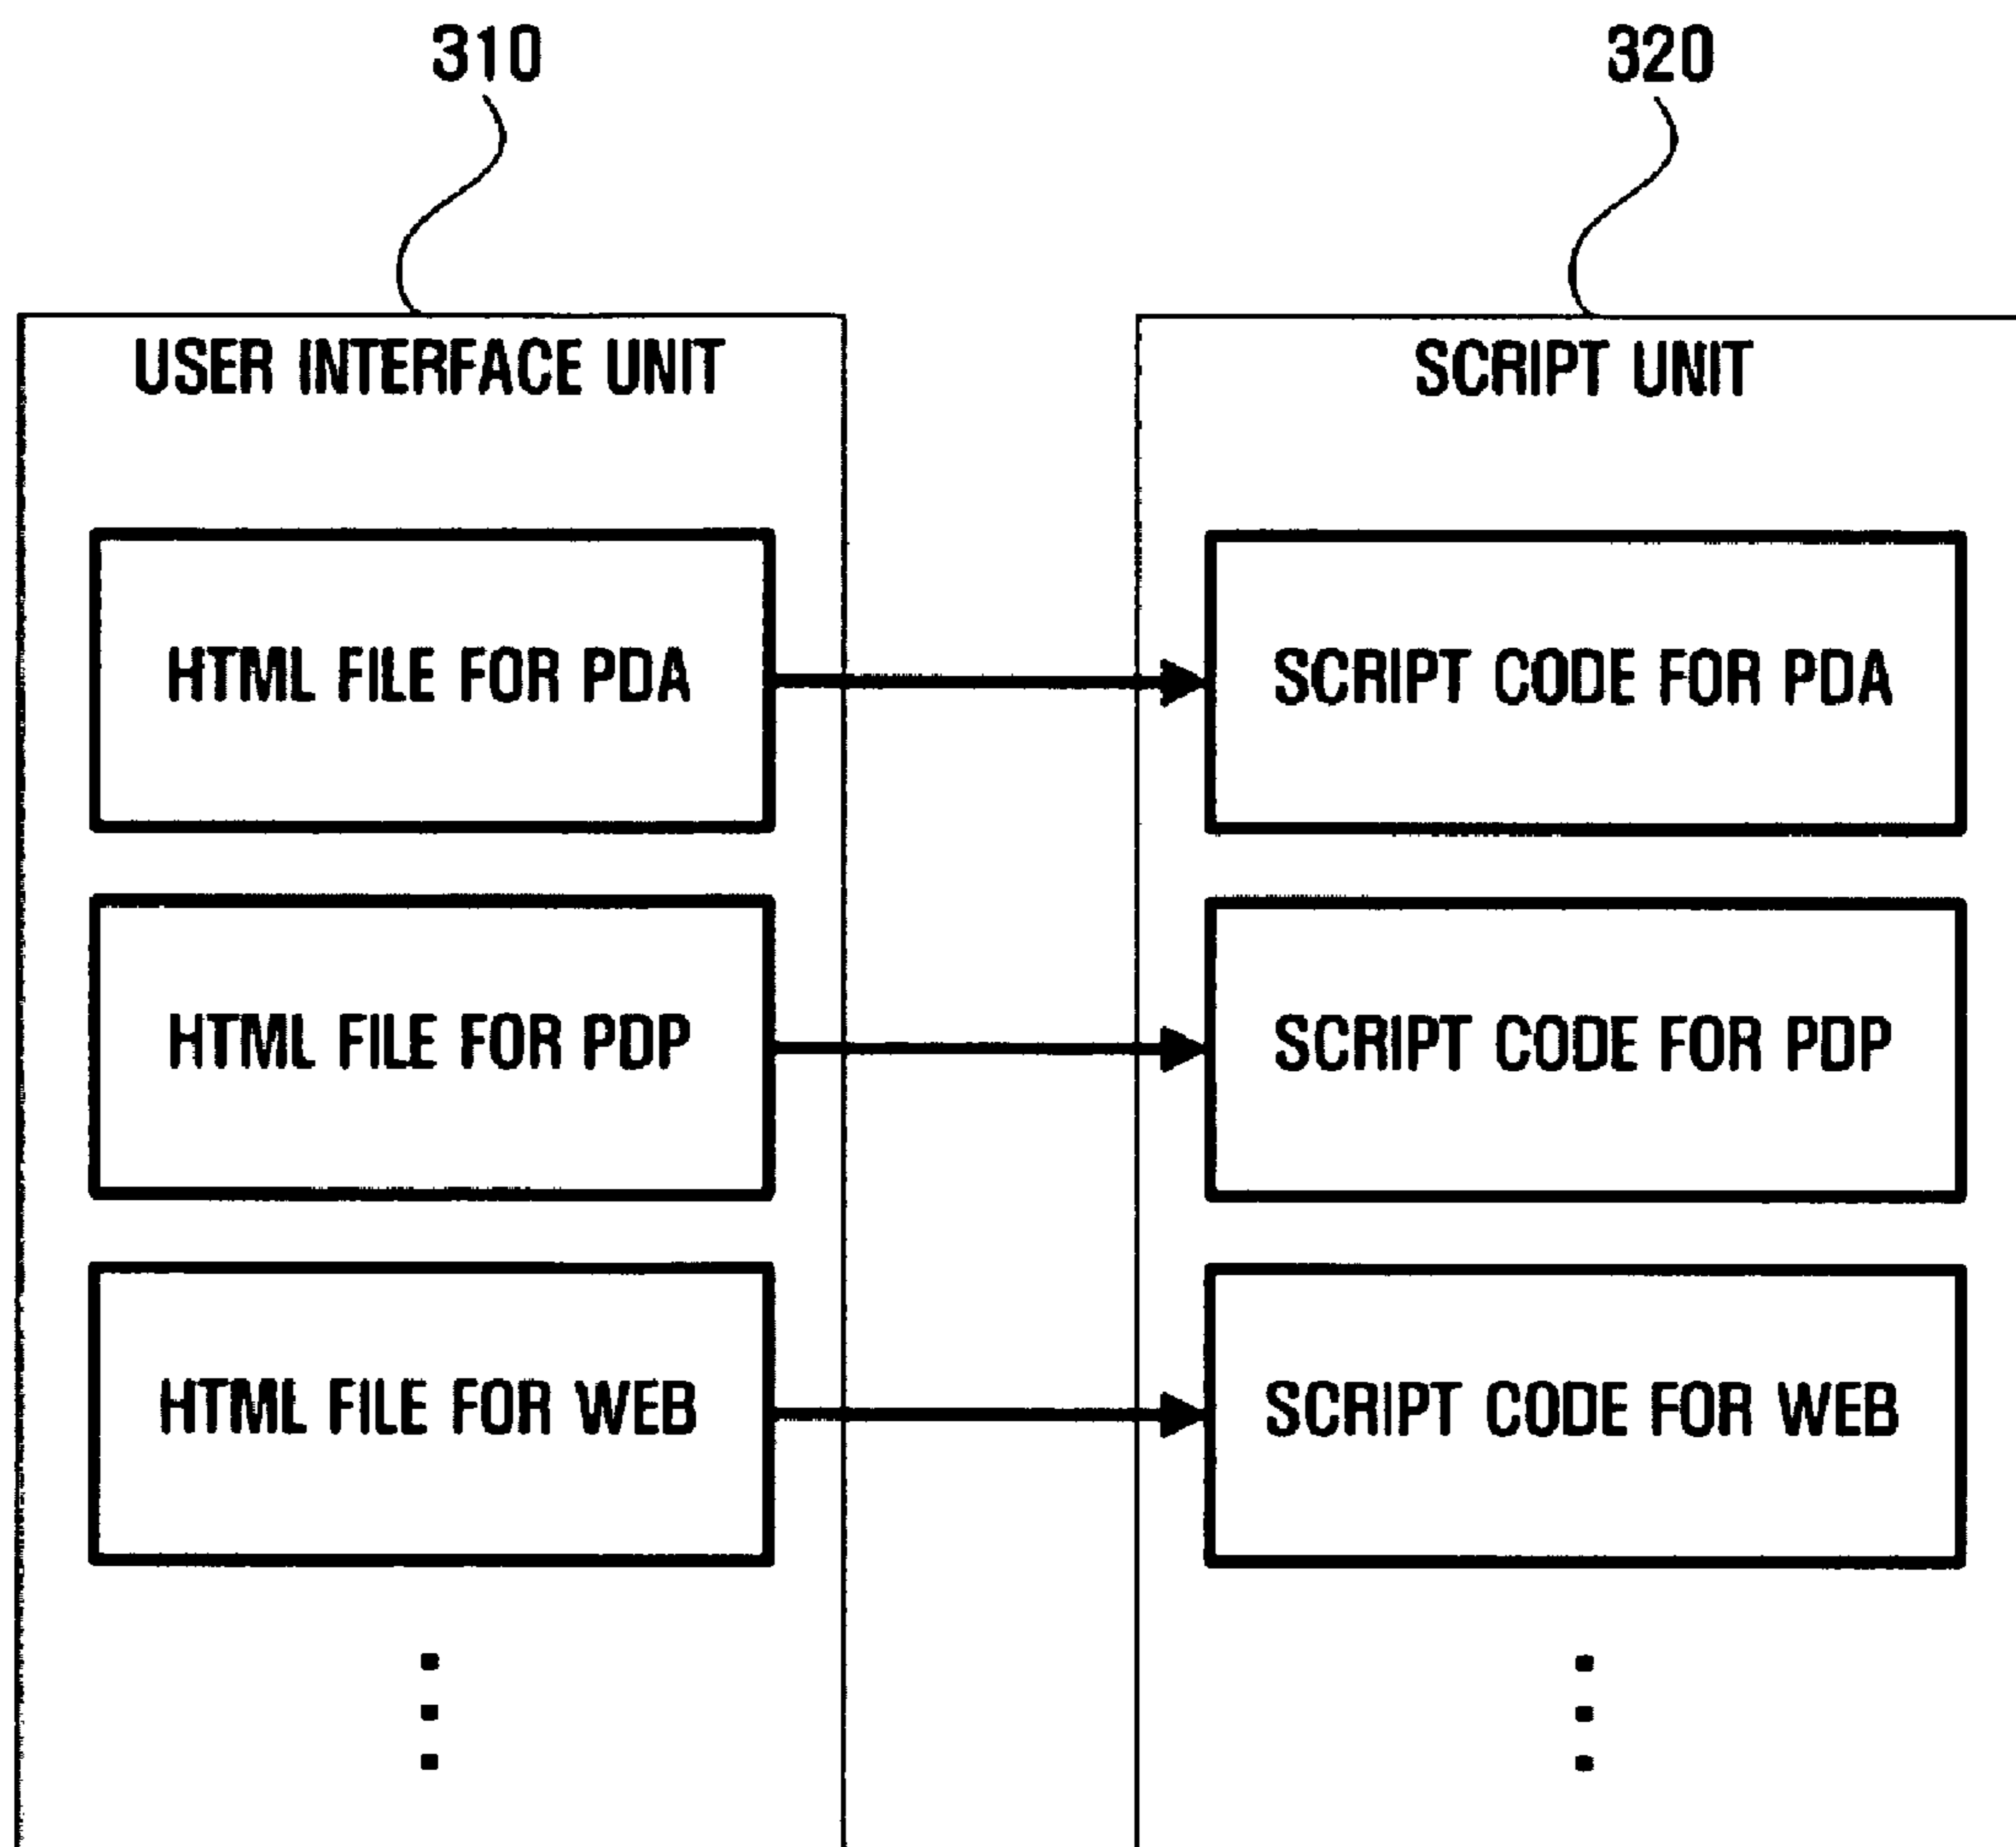 310
320
USER INTERFACE UNIT
SCRIPT UNIT
HTML FILE FOR PDA
SCRIPT CODE FOR PDA
HTML FILE FOR PDP
SCRIPT CODE FOR PDP
HTML FILE FOR WEB
SCRIPT CODE FOR WEB